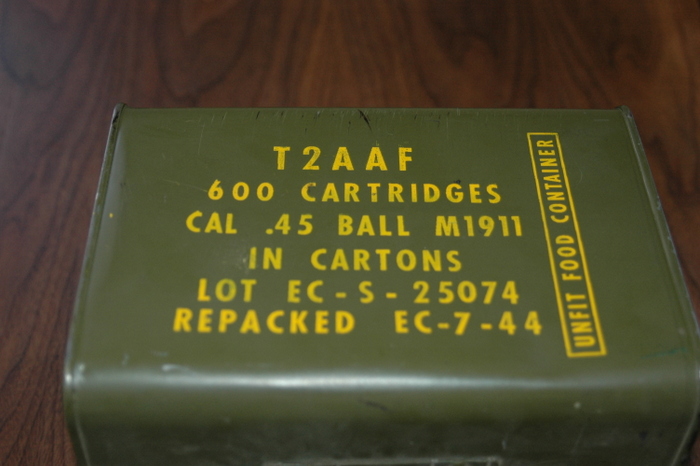 T2AAF
600 CARTRIDGES
CAL .45 BALL M1911
IN CARTONS
LOT EC-S-25074
REPACKED EC-7-44
UNFIT FOOD CONTAINER